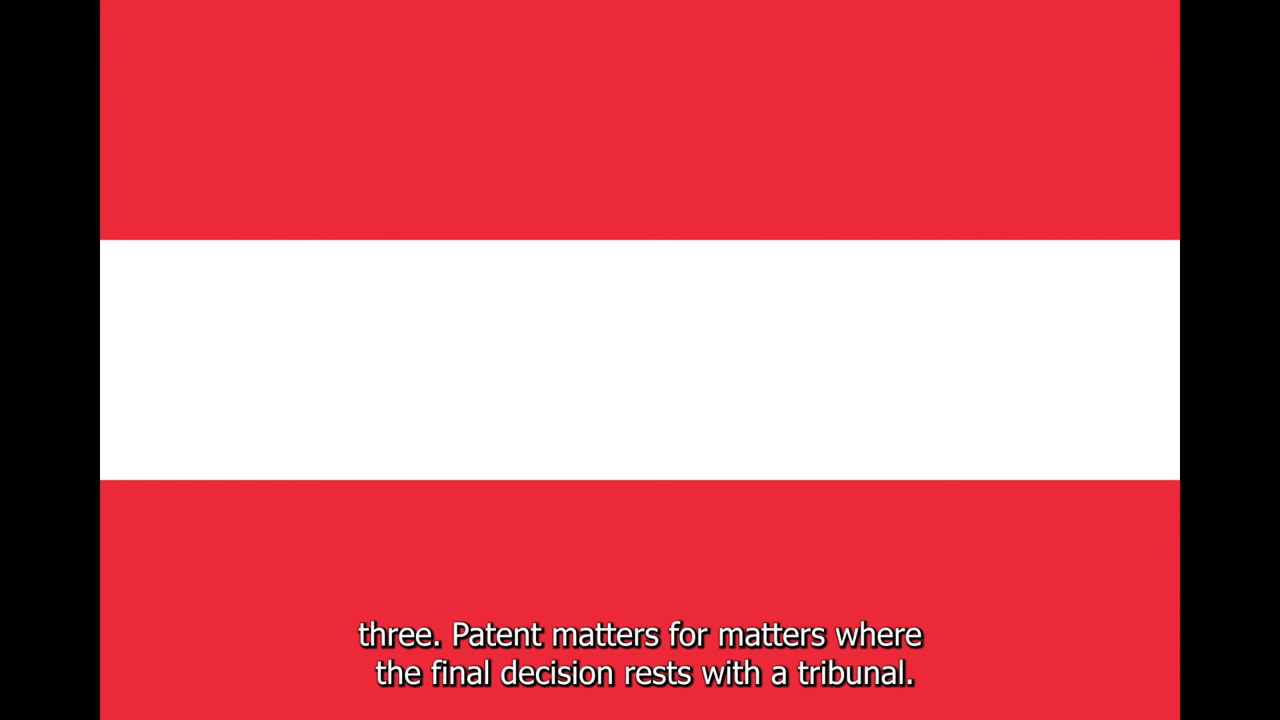 three. Patent matters for matters where
the final decision rests with a tribunal.